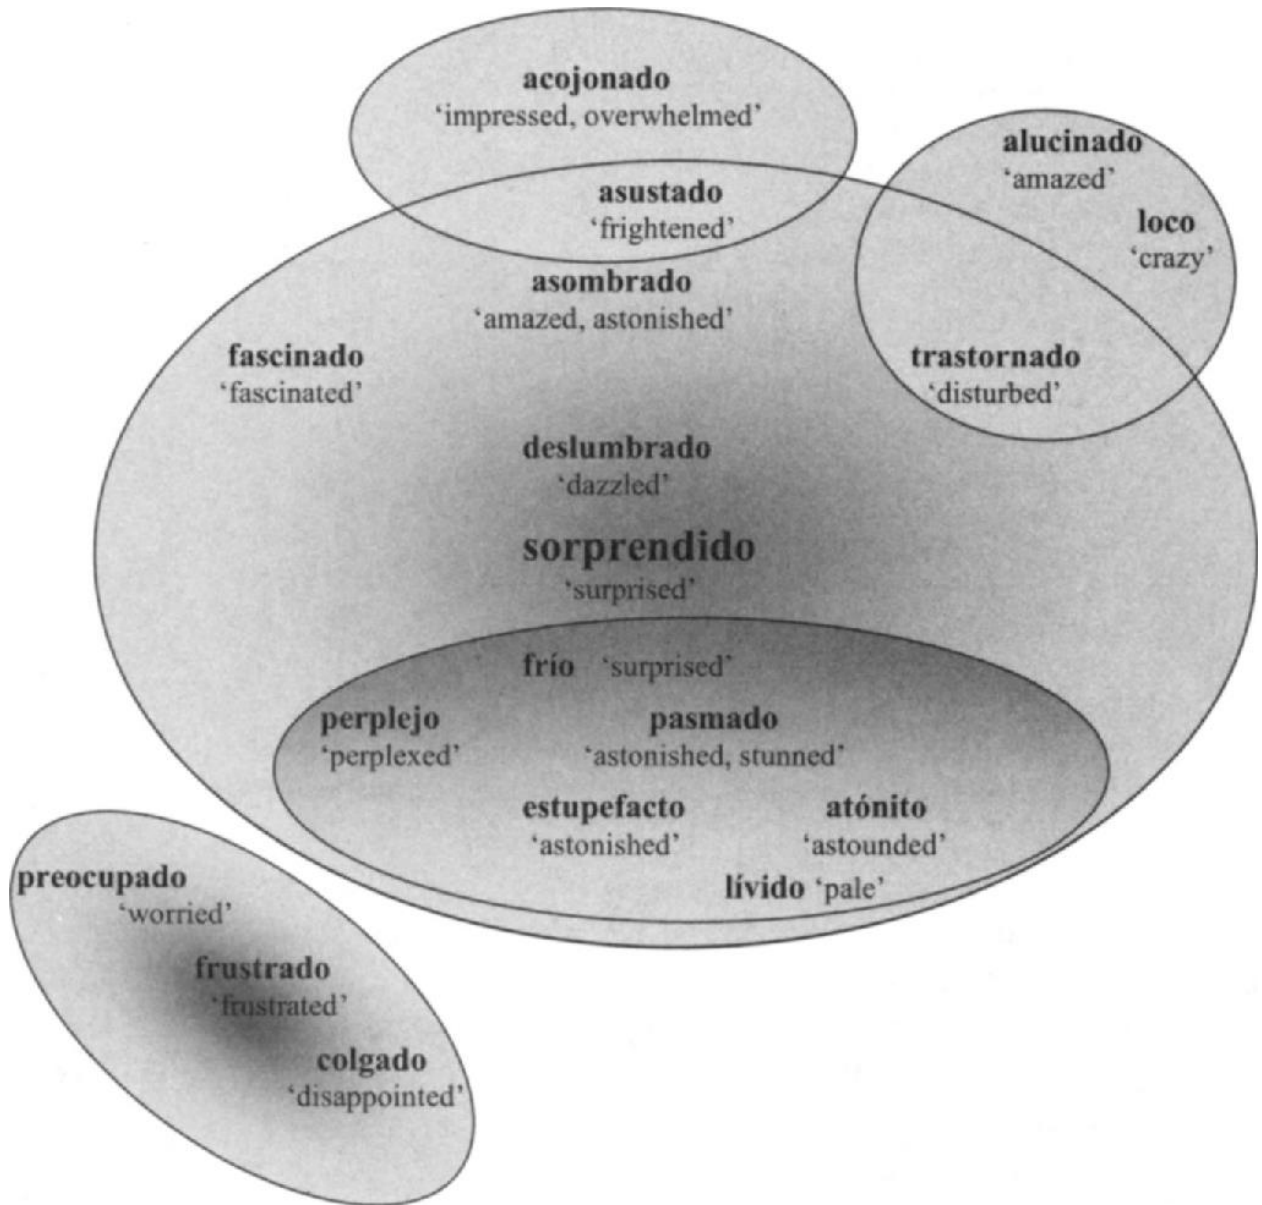 acojonado
‘impressed, overwhelmed’
alucinado
‘amazed’
asustado
‘frightened’
loco
‘crazy’
asombrado
‘amazed, astonished’
fascinado
‘fascinated’
trastornado
‘disturbed’
deslumbrado
‘dazzled’
sorprendido
‘surprised’
frío ‘surprised’
perplejo
‘perplexed’
pasmado
‘astonished, stunned’
estupefacto
‘astonished’
atónito
‘astounded’
lívido ‘pale’
preocupado
‘worried’
frustrado
‘frustrated’
colgado
‘disappointed’